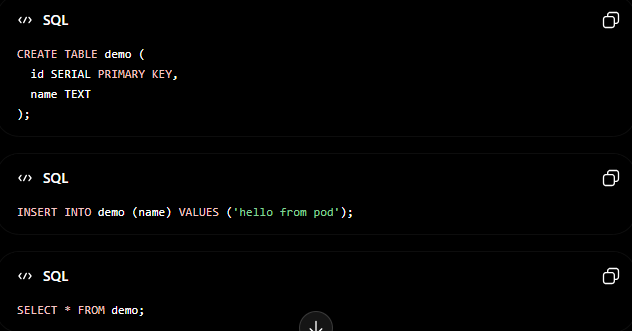 SQL
CREATE TABLE demo (
  id SERIAL PRIMARY KEY,
  name TEXT
);
SQL
INSERT INTO demo (name) VALUES ('hello from pod');
SQL
SELECT * FROM demo;